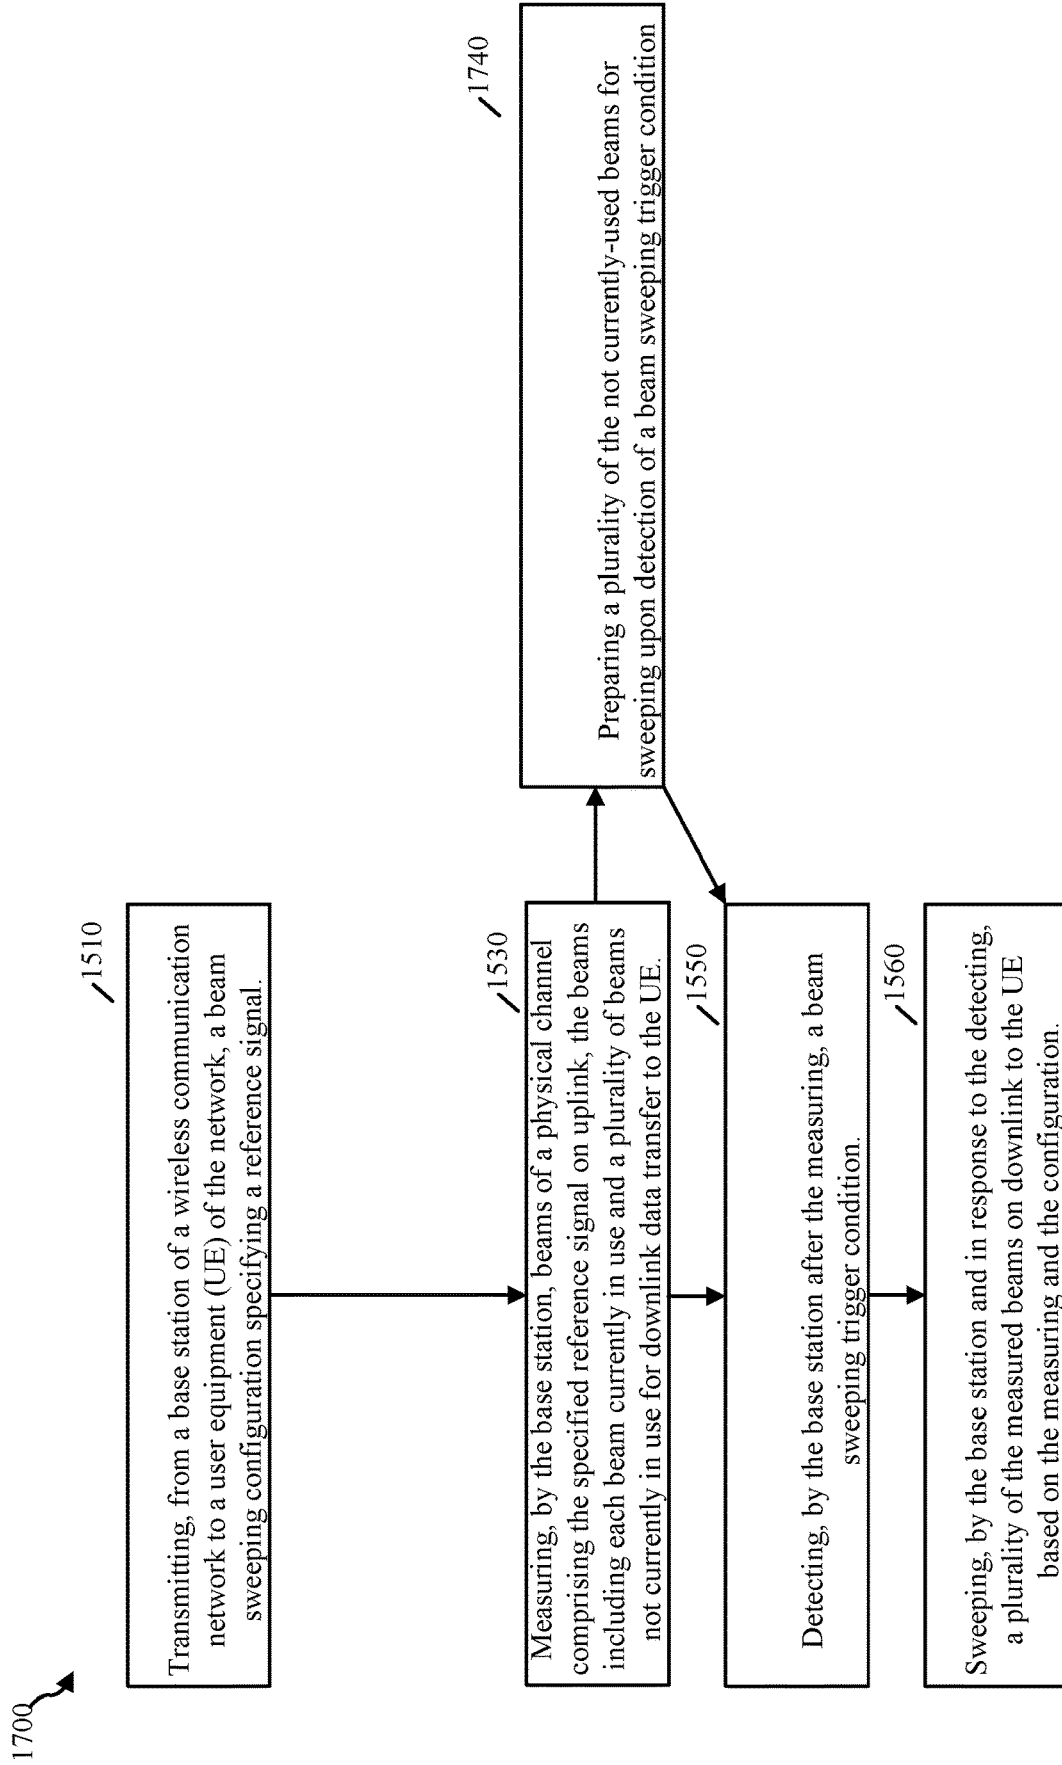 1700
1510
Transmitting, from a base station of a wireless communication
network to a user equipment (UE) of the network, a beam
sweeping configuration specifying a reference signal.
1530
Measuring, by the base station, beams of a physical channel
comprising the specified reference signal on uplink, the beams
including each beam currently in use and a plurality of beams
not currently in use for downlink data transfer to the UE.
1740
Preparing a plurality of the not currently-used beams for
sweeping upon detection of a beam sweeping trigger condition
1550
Detecting, by the base station after the measuring, a beam
sweeping trigger condition.
1560
Sweeping, by the base station and in response to the detecting,
a plurality of the measured beams on downlink to the UE
based on the measuring and the configuration.